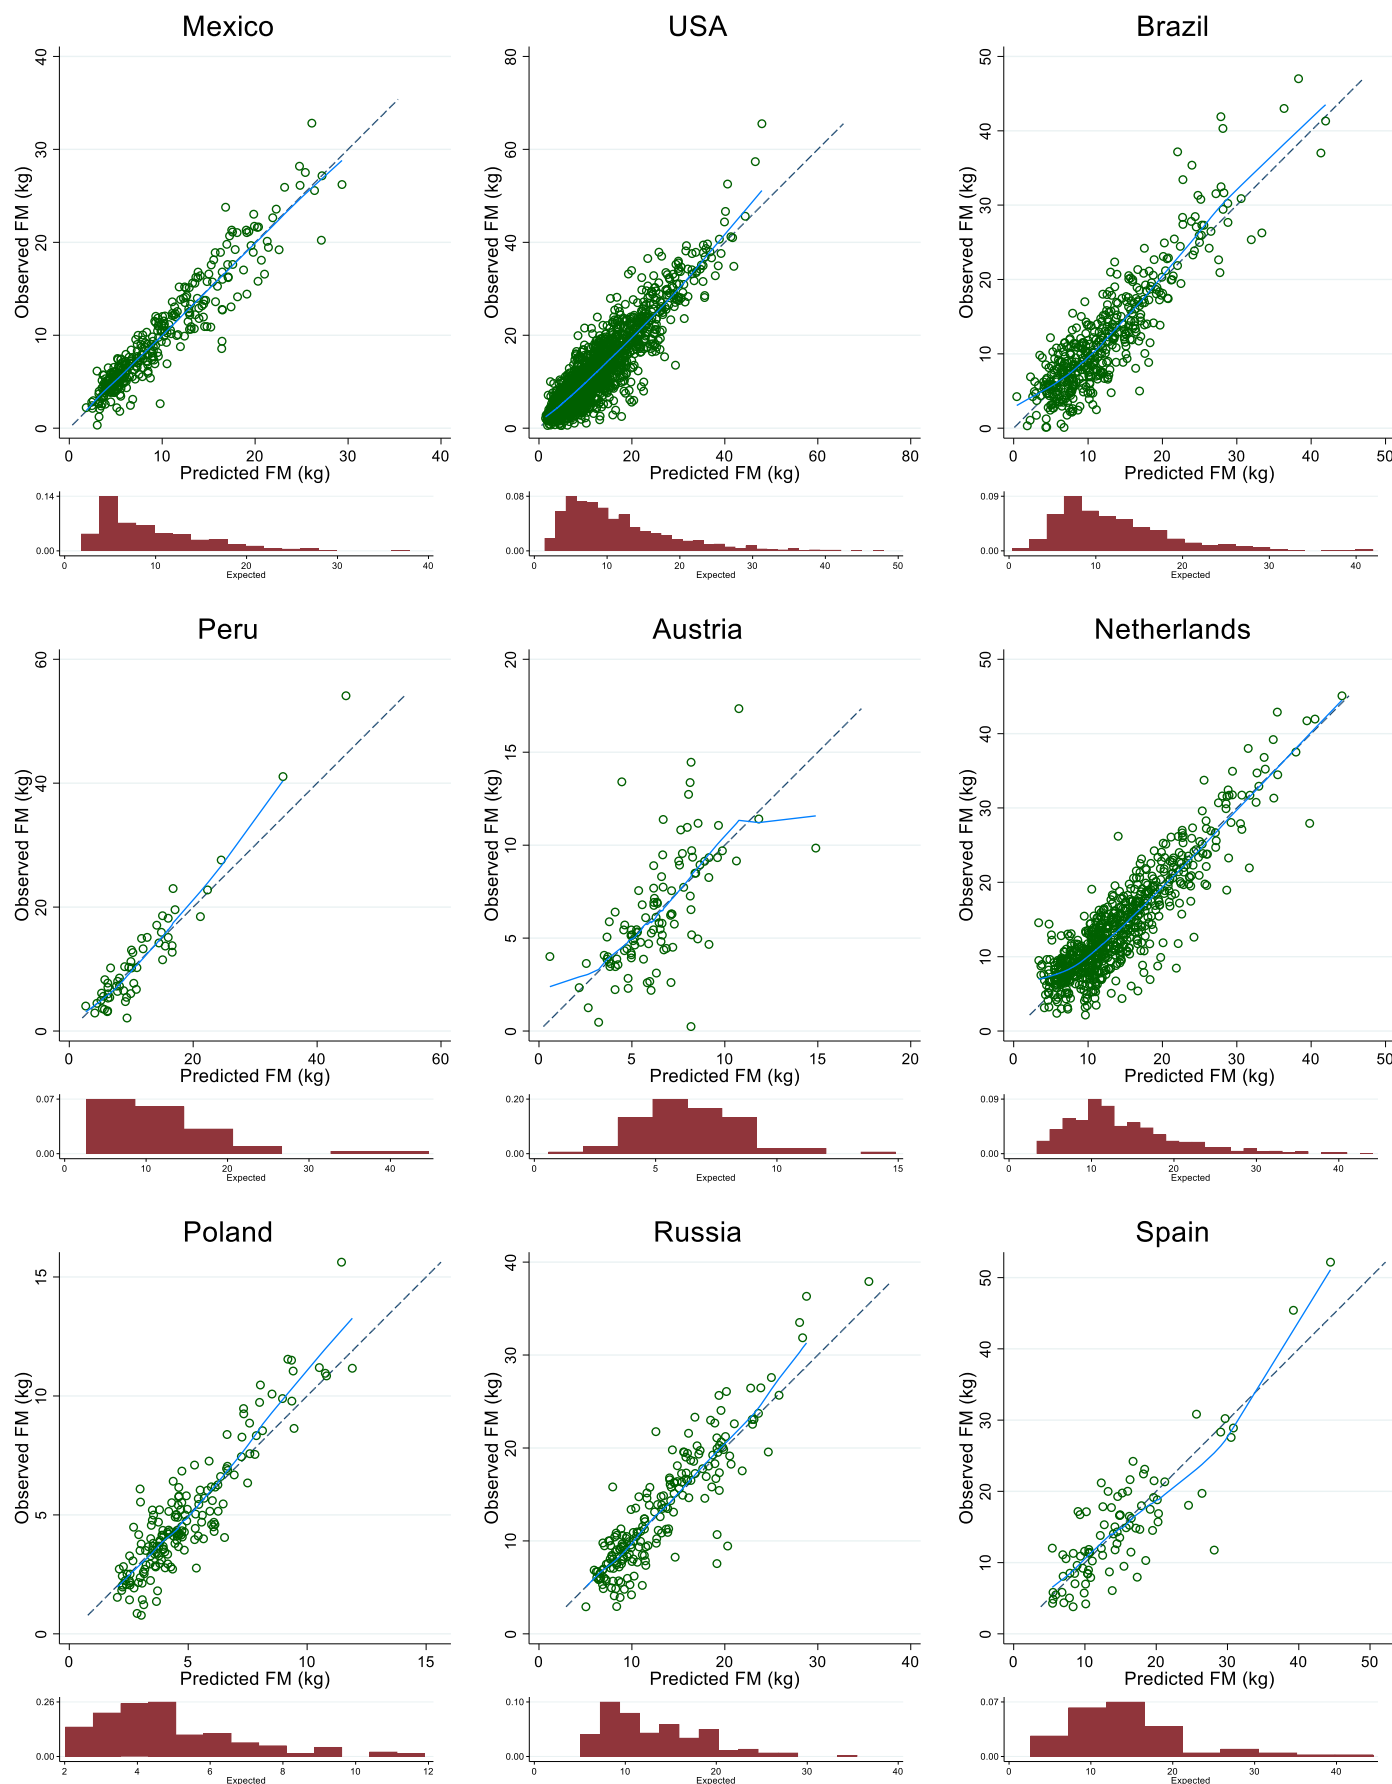 Mexico USA Brazil
40 80 50
Observed FM (kg) Observed FM (kg) Observed FM (kg)
40
30 60
30
20 40
20
10 20
10
0 0 0
0 10 20 30 40 0 20 40 60 80 0 10 20 30 40 50
Predicted FM (kg) Predicted FM (kg) Predicted FM (kg)
0.14 0.08 0.09
0.00 0.00 0.00
0 10 20 30 40 0 10 20 30 40 50 0 10 20 30 40
Expected Expected Expected
Peru Austria Netherlands
60 20 50
Observed FM (kg) Observed FM (kg) Observed FM (kg)
40
40 15
30
10
20 20
5
10
0 0 0
0 20 40 60 0 5 10 15 20 0 10 20 30 40 50
Predicted FM (kg) Predicted FM (kg) Predicted FM (kg)
0.07 0.20 0.09
0.00 0.00 0.00
0 10 20 30 40 0 5 10 15 0 10 20 30 40
Expected Expected Expected
Poland Russia Spain
15 40 50
Observed FM (kg) Observed FM (kg) Observed FM (kg)
40
30
10 30
20
20
5
10 10
0 0 0
0 5 10 15 0 10 20 30 40 0 10 20 30 40 50
Predicted FM (kg) Predicted FM (kg) Predicted FM (kg)
0.26 0.10 0.07
0.00 0.00 0.00
2 4 6 8 10 12 0 10 20 30 40 0 10 20 30 40
Expected Expected Expected